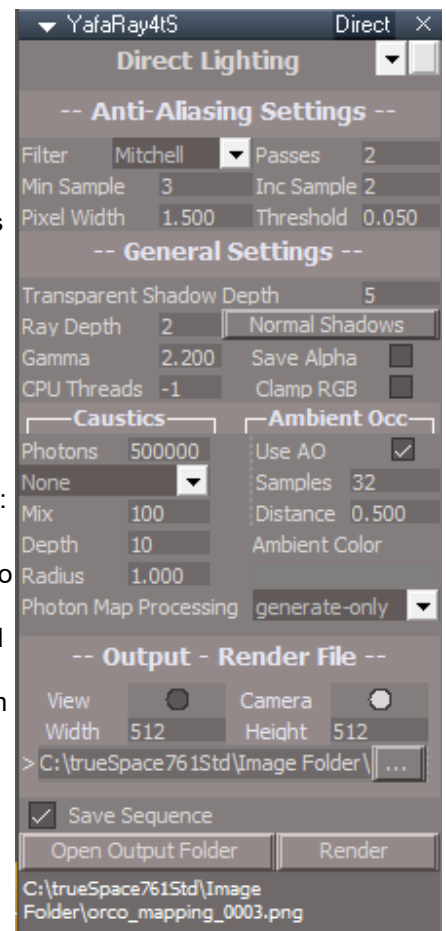 YafaRay4tS Direct
Direct Lighting
-- Anti-Aliasing Settings --
Filter Mitchell Passes 2
Min Sample 3 Inc Sample 2
Pixel Width 1.500 Threshold 0.050
-- General Settings --
Transparent Shadow Depth 5
Ray Depth 2 Normal Shadows
Gamma 2.200 Save Alpha
CPU Threads -1 Clamp RGB
Caustics Ambient Occ
Photons 500000 Use AO
None Samples 32
Mix 100 Distance 0.500
Depth 10 Ambient Color
Radius 1.000
Photon Map Processing generate-only
-- Output - Render File --
View Camera
Width 512 Height 512
> C:\trueSpace761Std\Image Folder\ ...
Save Sequence
Open Output Folder Render
C:\trueSpace761Std\Image
Folder\orco_mapping_0003.png